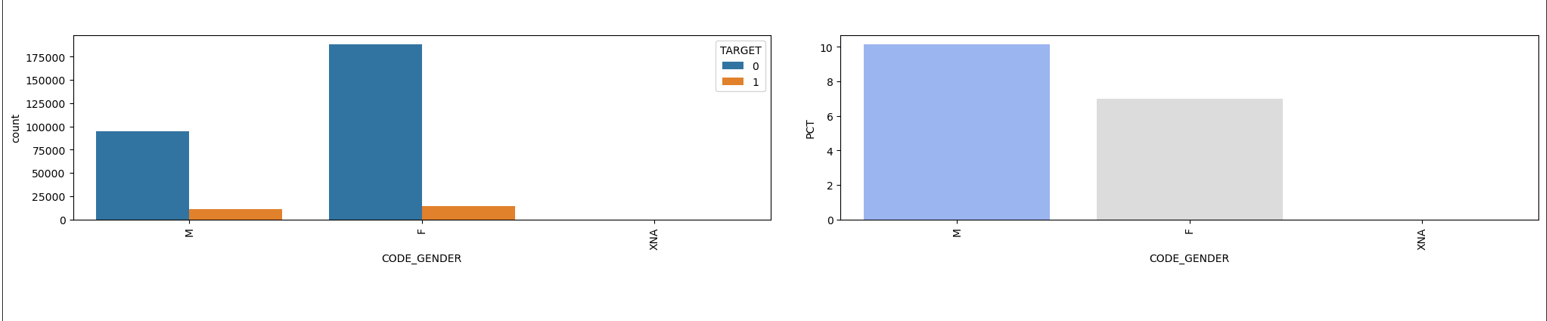 175000
150000
125000
100000
75000
50000
25000
0
count
M
F
XNA
CODE_GENDER
TARGET
0
1
10
8
6
4
2
0
PCT
M
F
XNA
CODE_GENDER